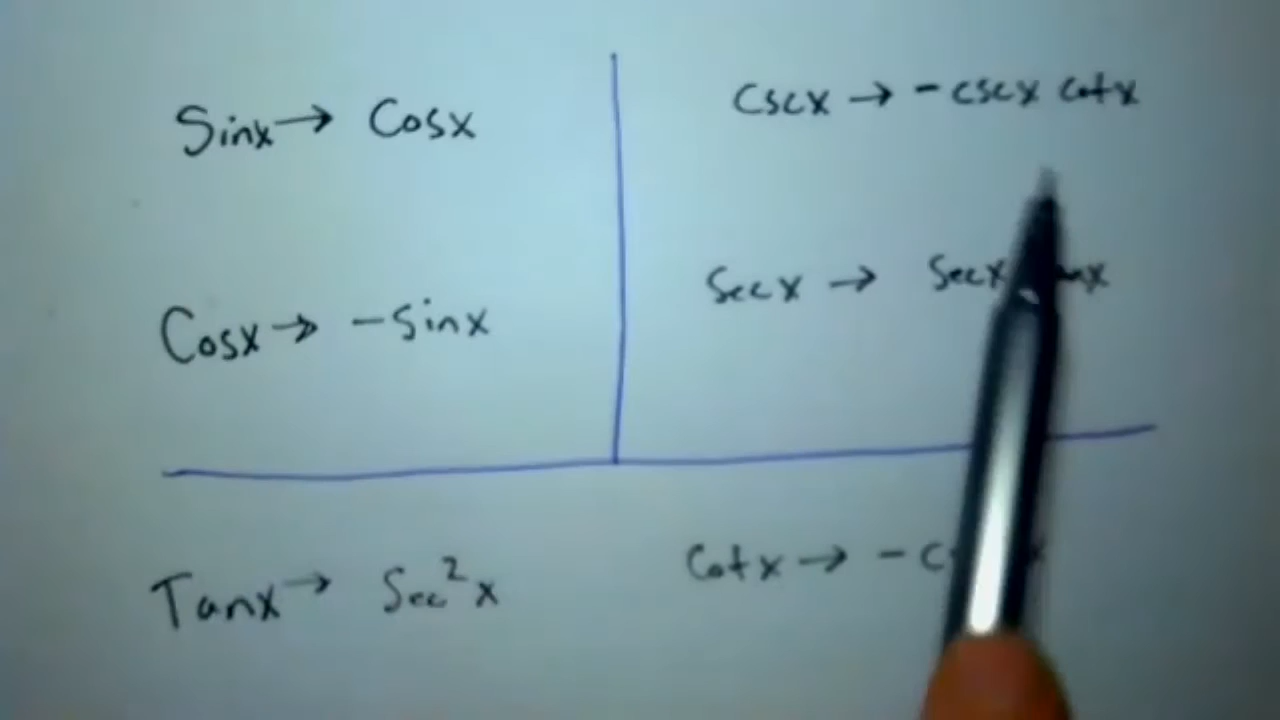 Sinx → Cosx
Cosx → -sinx
Cscx → -cscx cotx
Secx → Secx
Tanx → Sec²x
Cotx → -c